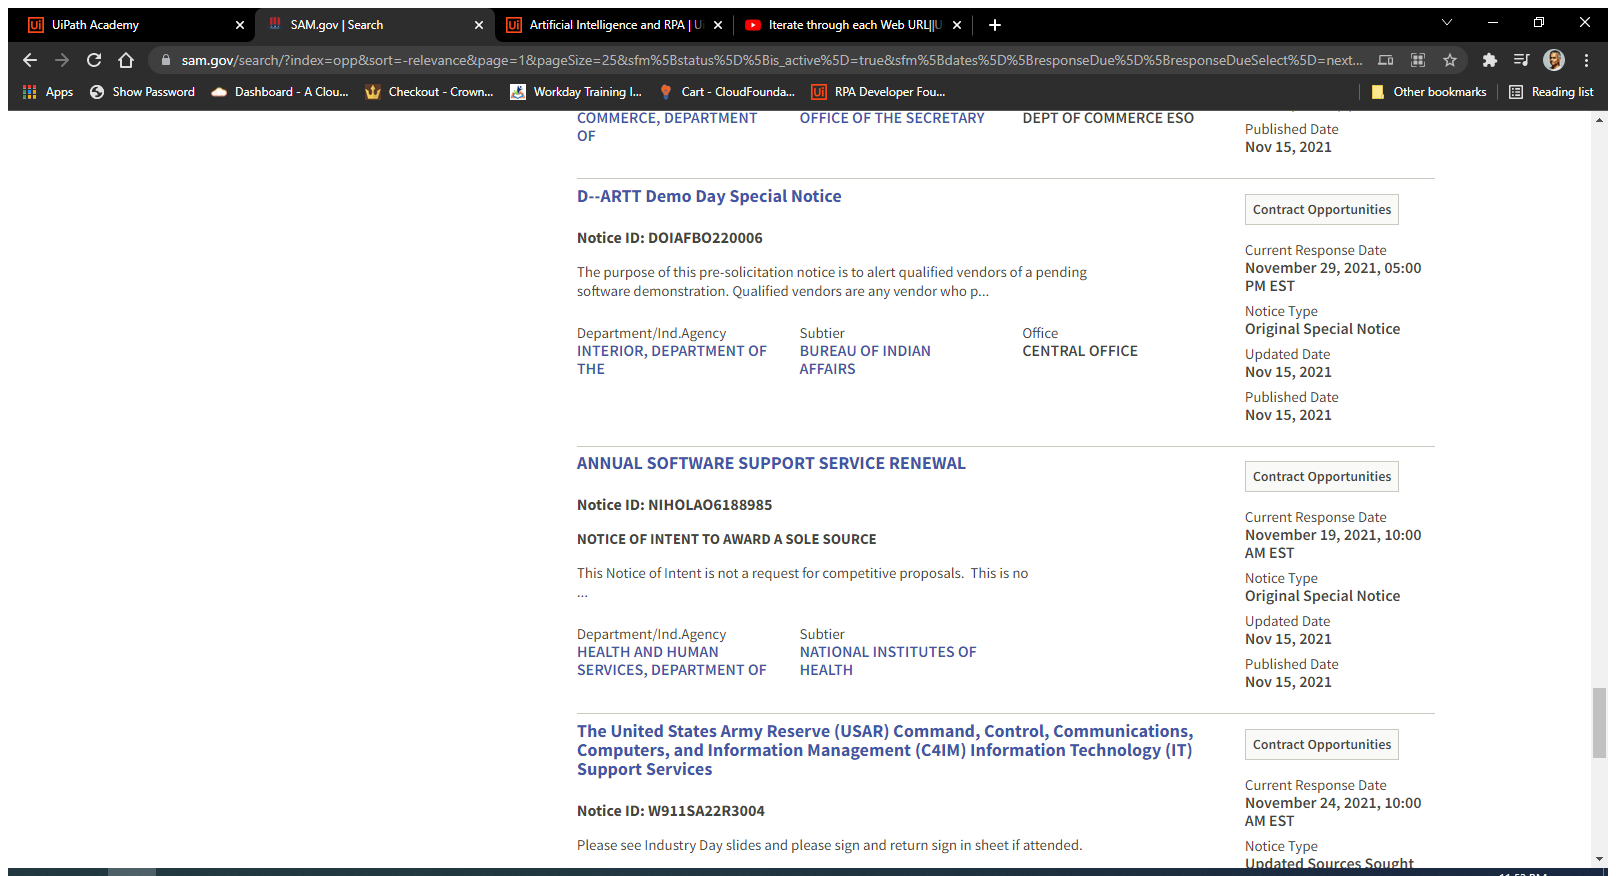 UiPath Academy
SAM.gov | Search
Artificial Intelligence and RPA | U
Iterate through each Web URL||U
sam.gov/search/?index=opp&sort=-relevance&page=1&pageSize=25&sfm%5Bstatus%5D%5Bis_active%5D=true&sfm%5Bdates%5D%5BresponseDue%5D%5BresponseDueSelect%5D=next...
Apps
Show Password
Dashboard - A Clou...
Checkout - Crown...
Workday Training I...
Cart - CloudFounda...
RPA Developer Fou...
Other bookmarks
Reading list
COMMERCE, DEPARTMENT
OF
OFFICE OF THE SECRETARY
DEPT OF COMMERCE ESO
Published Date
Nov 15, 2021
D--ARTT Demo Day Special Notice
Notice ID: DOIAFBO220006
The purpose of this pre-solicitation notice is to alert qualified vendors of a pending
software demonstration. Qualified vendors are any vendor who p...
Department/Ind.Agency
INTERIOR, DEPARTMENT OF
THE
Subtier
BUREAU OF INDIAN
AFFAIRS
Office
CENTRAL OFFICE
Contract Opportunities
Current Response Date
November 29, 2021, 05:00
PM EST
Notice Type
Original Special Notice
Updated Date
Nov 15, 2021
Published Date
Nov 15, 2021
ANNUAL SOFTWARE SUPPORT SERVICE RENEWAL
Notice ID: NIHOLAO6188985
NOTICE OF INTENT TO AWARD A SOLE SOURCE
This Notice of Intent is not a request for competitive proposals.  This is no
...
Department/Ind.Agency
HEALTH AND HUMAN
SERVICES, DEPARTMENT OF
Subtier
NATIONAL INSTITUTES OF
HEALTH
Contract Opportunities
Current Response Date
November 19, 2021, 10:00
AM EST
Notice Type
Original Special Notice
Updated Date
Nov 15, 2021
Published Date
Nov 15, 2021
The United States Army Reserve (USAR) Command, Control, Communications,
Computers, and Information Management (C4IM) Information Technology (IT)
Support Services
Notice ID: W911SA22R3004
Please see Industry Day slides and please sign and return sign in sheet if attended.
Contract Opportunities
Current Response Date
November 24, 2021, 10:00
AM EST
Notice Type
Updated Sources Sought